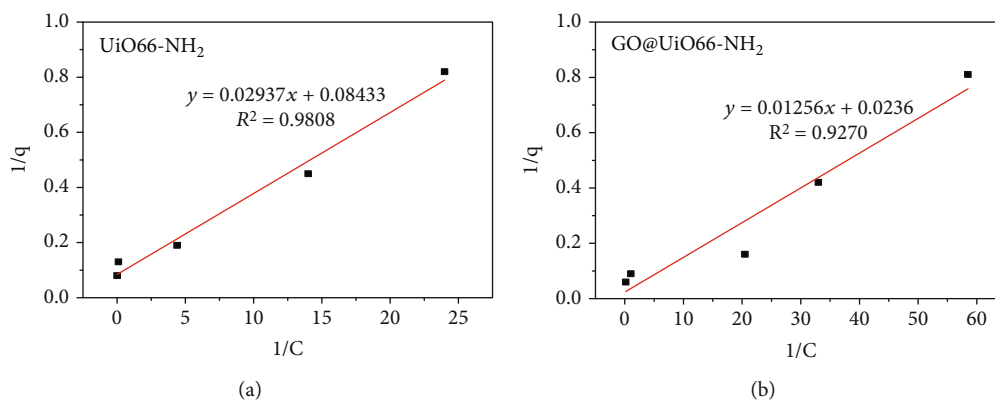 UiO66-NH₂
y = 0.02937x + 0.08433
R² = 0.9808
1/q
1.0
0.8
0.6
0.4
0.2
0.0
0 5 10 15 20 25
1/C
(a)
GO@UiO66-NH₂
y = 0.01256x + 0.0236
R² = 0.9270
1/q
1.0
0.8
0.6
0.4
0.2
0.0
0 10 20 30 40 50 60
1/C
(b)